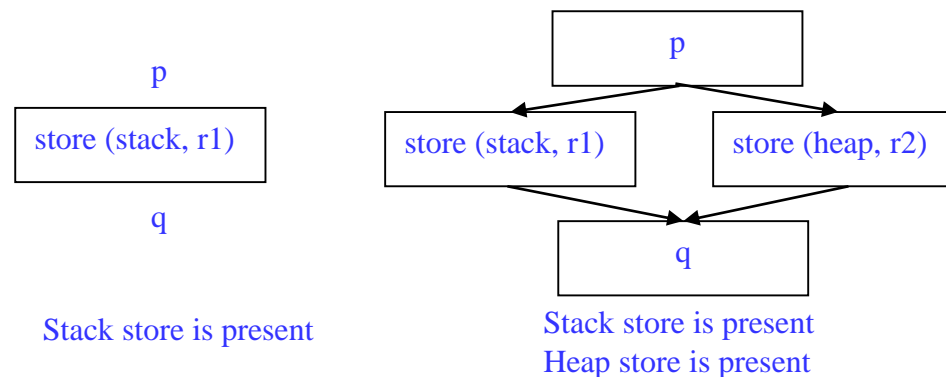 p
store (stack, r1)
q
Stack store is present
p
store (stack, r1)
store (heap, r2)
q
Stack store is present
Heap store is present